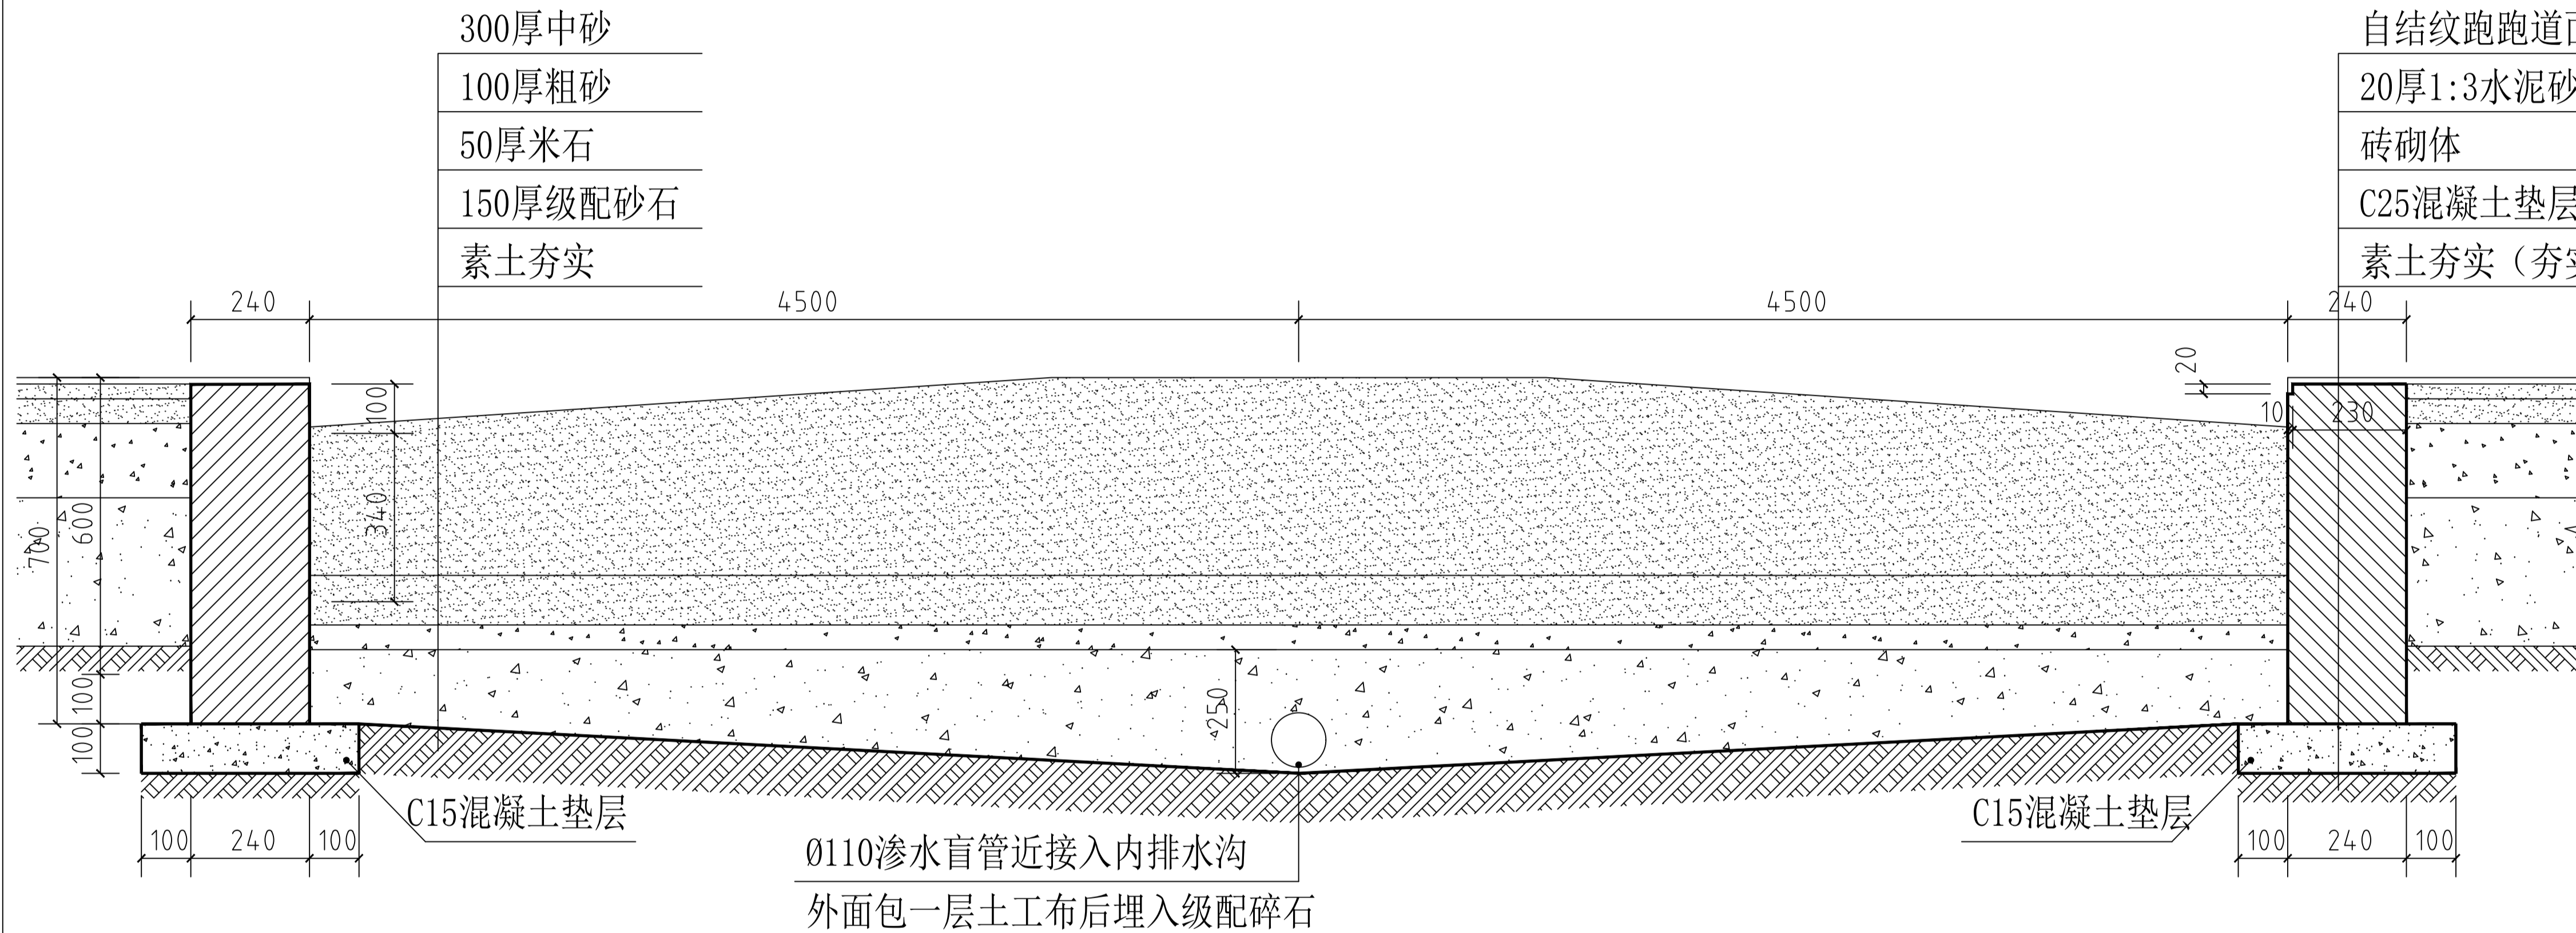 300厚中砂
100厚粗砂
50厚米石
150厚级配砂石
素土夯实
自结纹跑跑道面
20厚1:3水泥砂
砖砌体
C25混凝土垫层
素土夯实（夯实
240
4500
4500
240
20
10
230
100
340
700
600
100
100
250
C15混凝土垫层
C15混凝土垫层
100
240
100
100
240
100
Ø110渗水盲管近接入内排水沟
外面包一层土工布后埋入级配碎石